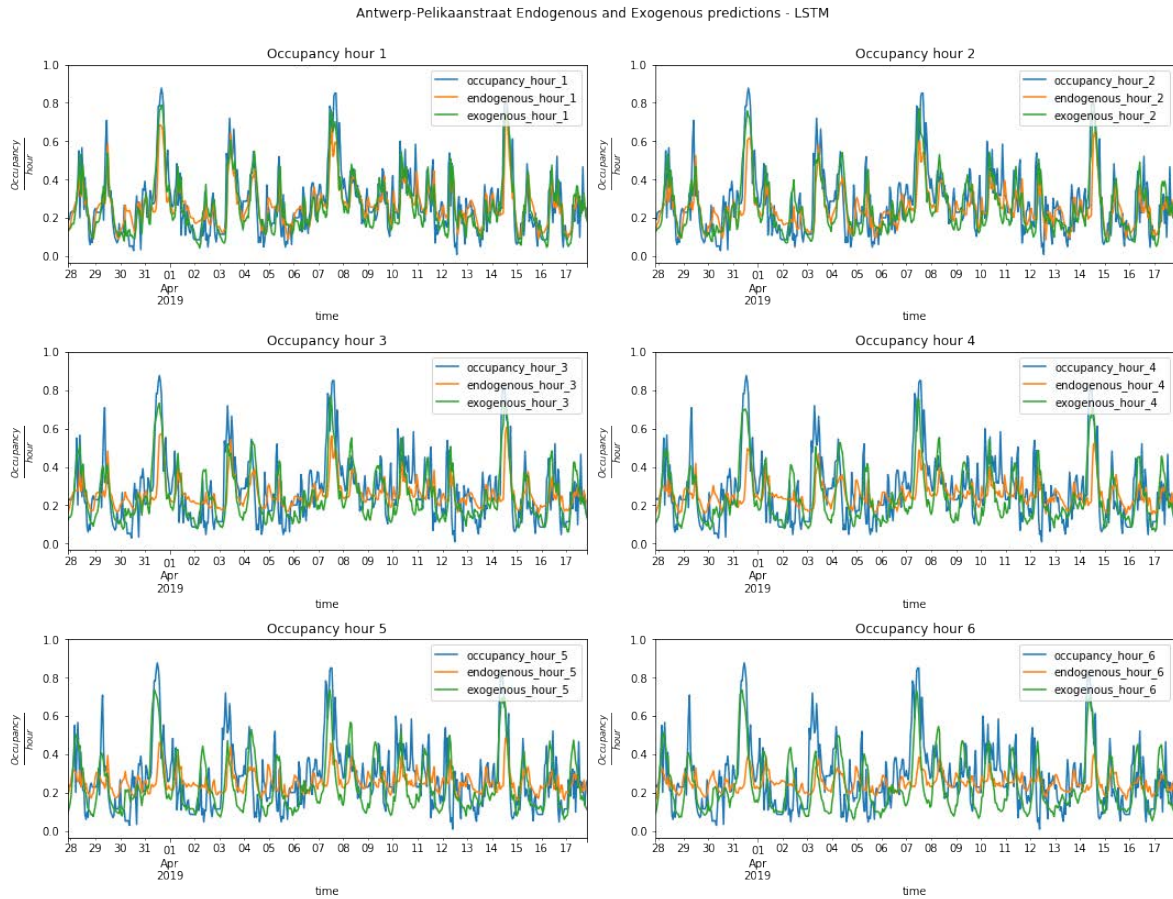 Antwerp-Pelikaanstraat Endogenous and Exogenous predictions - LSTM
Occupancy hour 1
1.0
0.8
0.6
0.4
0.2
0.0
Occupancy
hour
occupancy_hour_1
endogenous_hour_1
exogenous_hour_1
28 29 30 31 01 02 03 04 05 06 07 08 09 10 11 12 13 14 15 16 17
Apr
2019
time
Occupancy hour 2
1.0
0.8
0.6
0.4
0.2
0.0
Occupancy
hour
occupancy_hour_2
endogenous_hour_2
exogenous_hour_2
28 29 30 31 01 02 03 04 05 06 07 08 09 10 11 12 13 14 15 16 17
Apr
2019
time
Occupancy hour 3
1.0
0.8
0.6
0.4
0.2
0.0
Occupancy
hour
occupancy_hour_3
endogenous_hour_3
exogenous_hour_3
28 29 30 31 01 02 03 04 05 06 07 08 09 10 11 12 13 14 15 16 17
Apr
2019
time
Occupancy hour 4
1.0
0.8
0.6
0.4
0.2
0.0
Occupancy
hour
occupancy_hour_4
endogenous_hour_4
exogenous_hour_4
28 29 30 31 01 02 03 04 05 06 07 08 09 10 11 12 13 14 15 16 17
Apr
2019
time
Occupancy hour 5
1.0
0.8
0.6
0.4
0.2
0.0
Occupancy
hour
occupancy_hour_5
endogenous_hour_5
exogenous_hour_5
28 29 30 31 01 02 03 04 05 06 07 08 09 10 11 12 13 14 15 16 17
Apr
2019
time
Occupancy hour 6
1.0
0.8
0.6
0.4
0.2
0.0
Occupancy
hour
occupancy_hour_6
endogenous_hour_6
exogenous_hour_6
28 29 30 31 01 02 03 04 05 06 07 08 09 10 11 12 13 14 15 16 17
Apr
2019
time